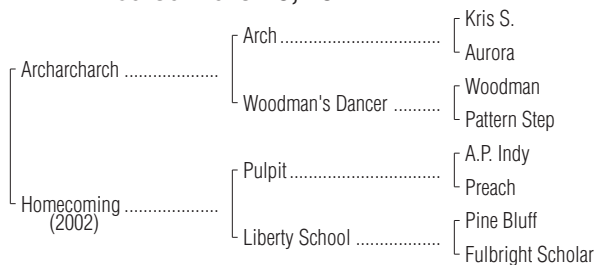 Kris S.
Arch
Aurora
Archarcharch
Woodman
Woodman's Dancer
Pattern Step
A.P. Indy
Pulpit
Preach
Homecoming
(2002)
Pine Bluff
Liberty School
Fulbright Scholar